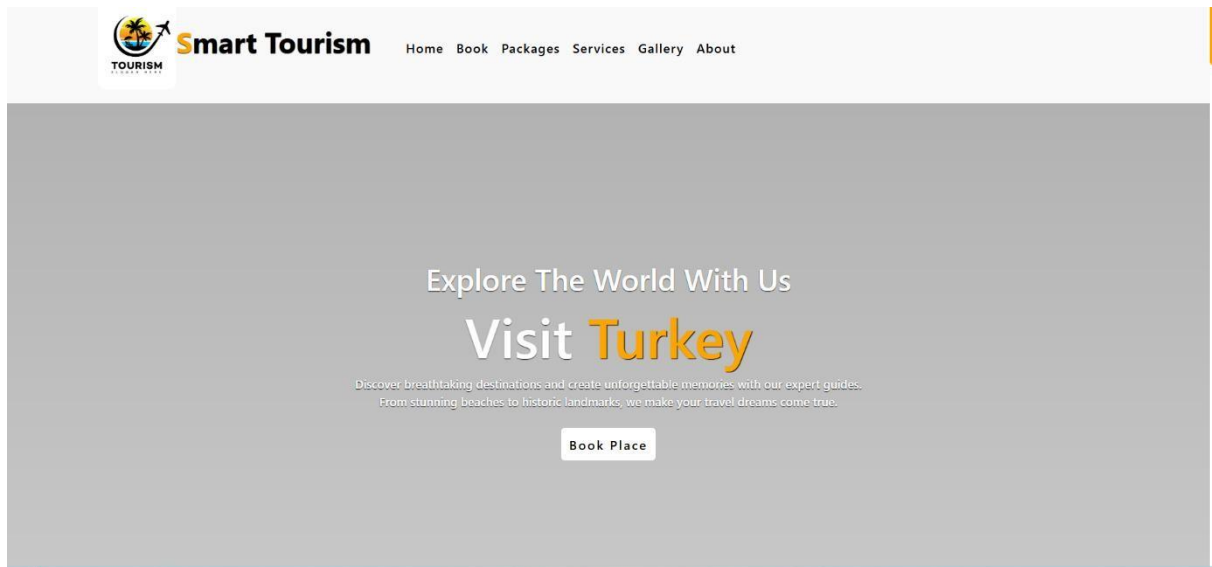 TOURISM
SLOGAN HERE
Smart Tourism
Home Book Packages Services Gallery About
Explore The World With Us
Visit Turkey
Discover breathtaking destinations and create unforgettable memories with our expert guides.
From stunning beaches to historic landmarks, we make your travel dreams come true.
Book Place